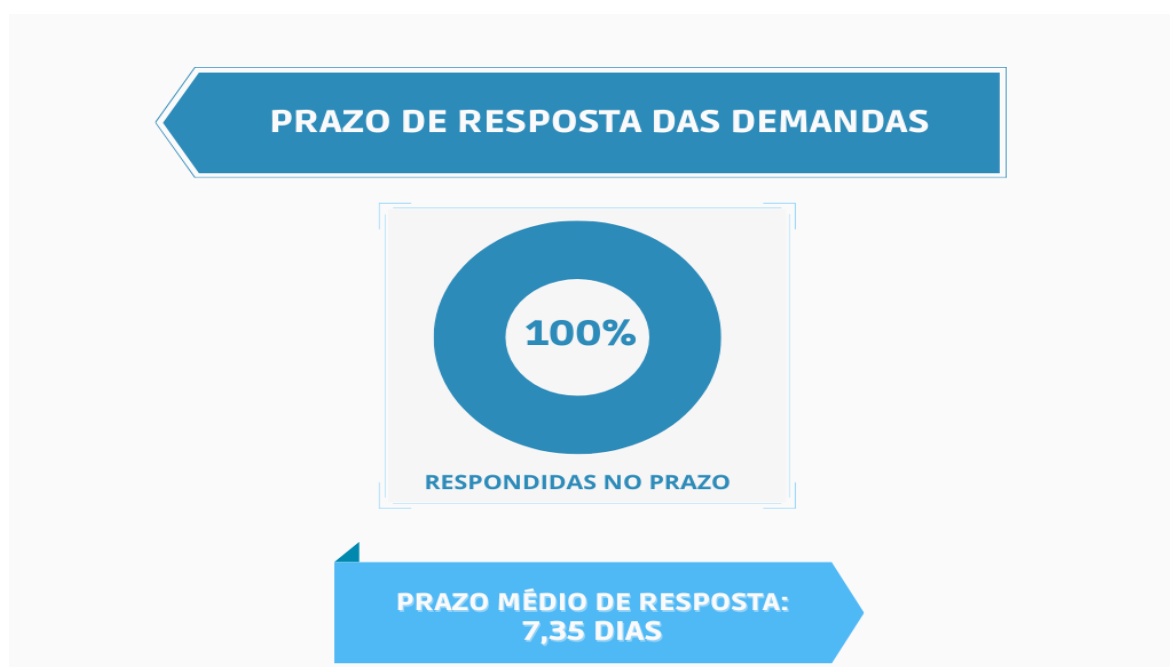 PRAZO DE RESPOSTA DAS DEMANDAS
100%
RESPONDIDAS NO PRAZO
PRAZO MÉDIO DE RESPOSTA:
7,35 DIAS